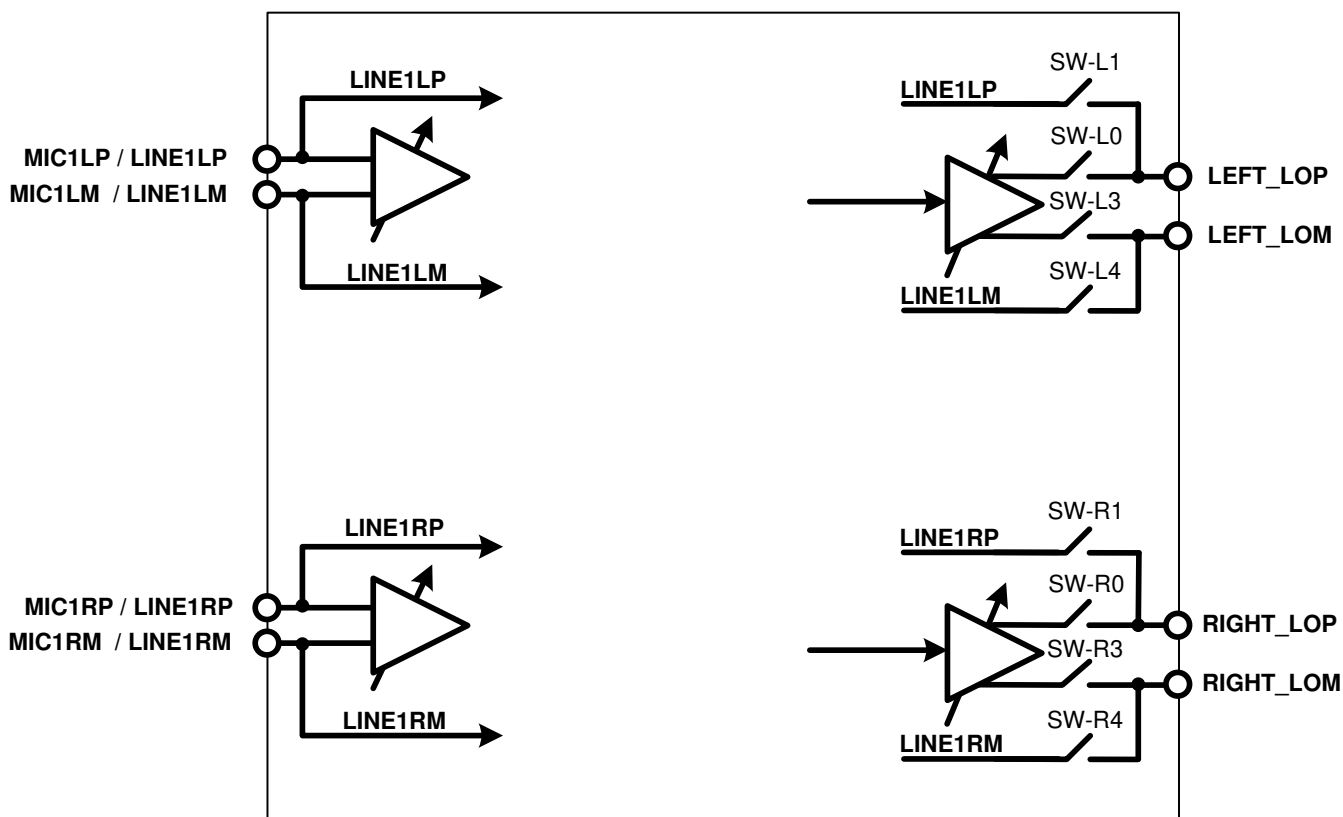 LINE1LP
MIC1LP / LINE1LP
MIC1LM / LINE1LM
LINE1LM
SW-L1
LINE1LP
SW-L0
LEFT_LOP
SW-L3
LEFT_LOM
SW-L4
LINE1LM
LINE1RP
MIC1RP / LINE1RP
MIC1RM / LINE1RM
LINE1RM
SW-R1
LINE1RP
SW-R0
RIGHT_LOP
SW-R3
RIGHT_LOM
SW-R4
LINE1RM